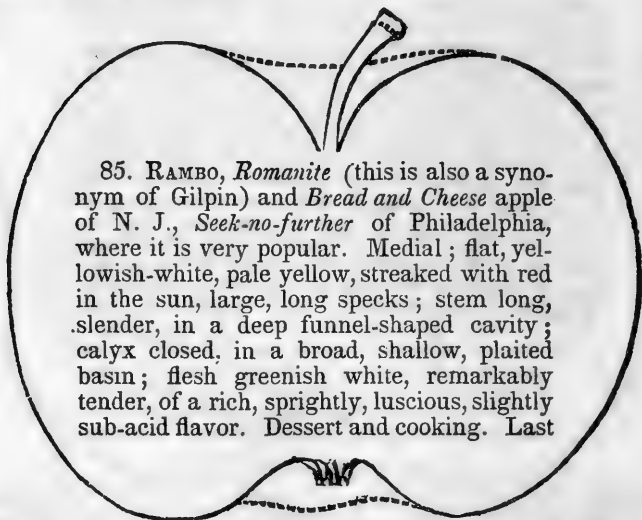 85. RAMBO, Romanite (this is also a syno-
nym of Gilpin) and Bread and Cheese apple
of N. J., Seek-no-further of Philadelphia,
where it is very popular. Medial; flat, yel-
lowish-white, pale yellow, streaked with red
in the sun, large, long specks; stem long,
slender, in a deep funnel-shaped cavity;
calyx closed, in a broad, shallow, plaited
basin; flesh greenish white, remarkably
tender, of a rich, sprightly, luscious, slightly
sub-acid flavor. Dessert and cooking. Last